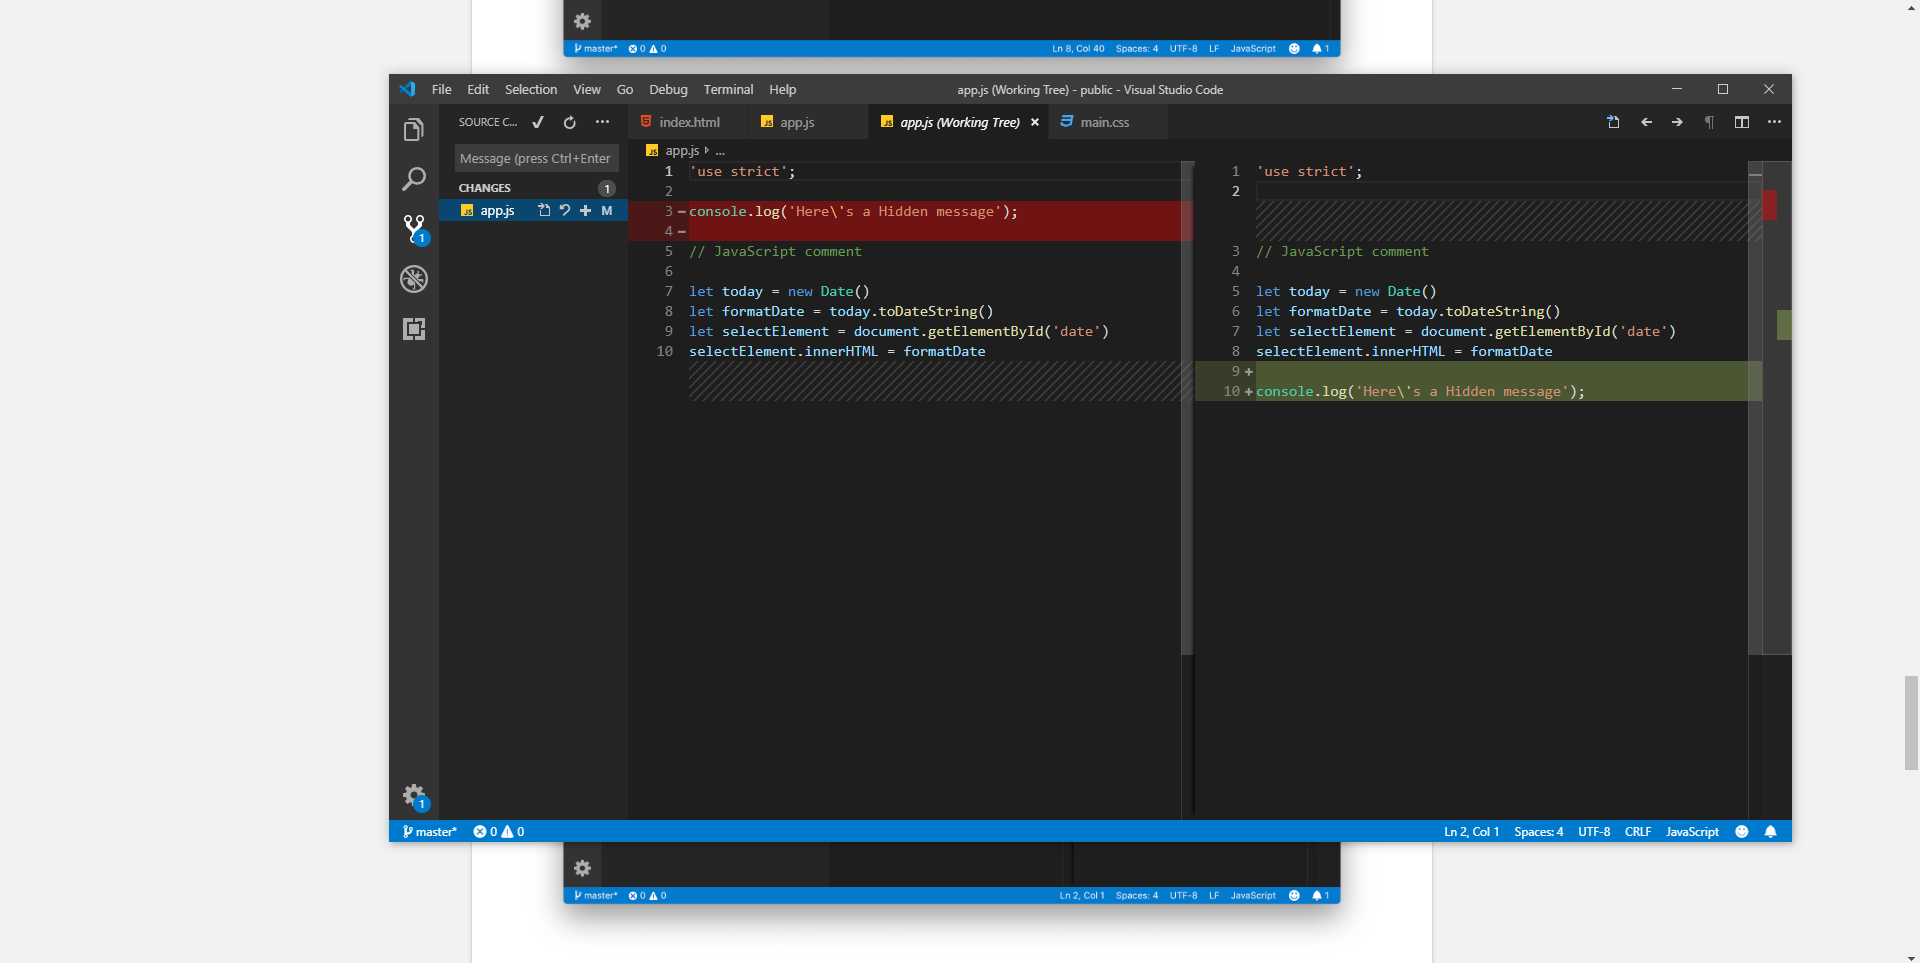 master* 0 0 Ln 8, Col 40 Spaces: 4 UTF-8 LF JavaScript 1
File Edit Selection View Go Debug Terminal Help app.js (Working Tree) - public - Visual Studio Code
SOURCE C... index.html app.js app.js (Working Tree) main.css
Message (press Ctrl+Enter
CHANGES 1
app.js M
1
1
app.js ...
1 'use strict';
2
3 −console.log('Here\'s a Hidden message');
4 −
5 // JavaScript comment
6
7 let today = new Date()
8 let formatDate = today.toDateString()
9 let selectElement = document.getElementById('date')
10 selectElement.innerHTML = formatDate
1 'use strict';
2
3 // JavaScript comment
4
5 let today = new Date()
6 let formatDate = today.toDateString()
7 let selectElement = document.getElementById('date')
8 selectElement.innerHTML = formatDate
9 +
10 +console.log('Here\'s a Hidden message');
master* 0 0 Ln 2, Col 1 Spaces: 4 UTF-8 CRLF JavaScript
master* 0 0 Ln 2, Col 1 Spaces: 4 UTF-8 LF JavaScript 1